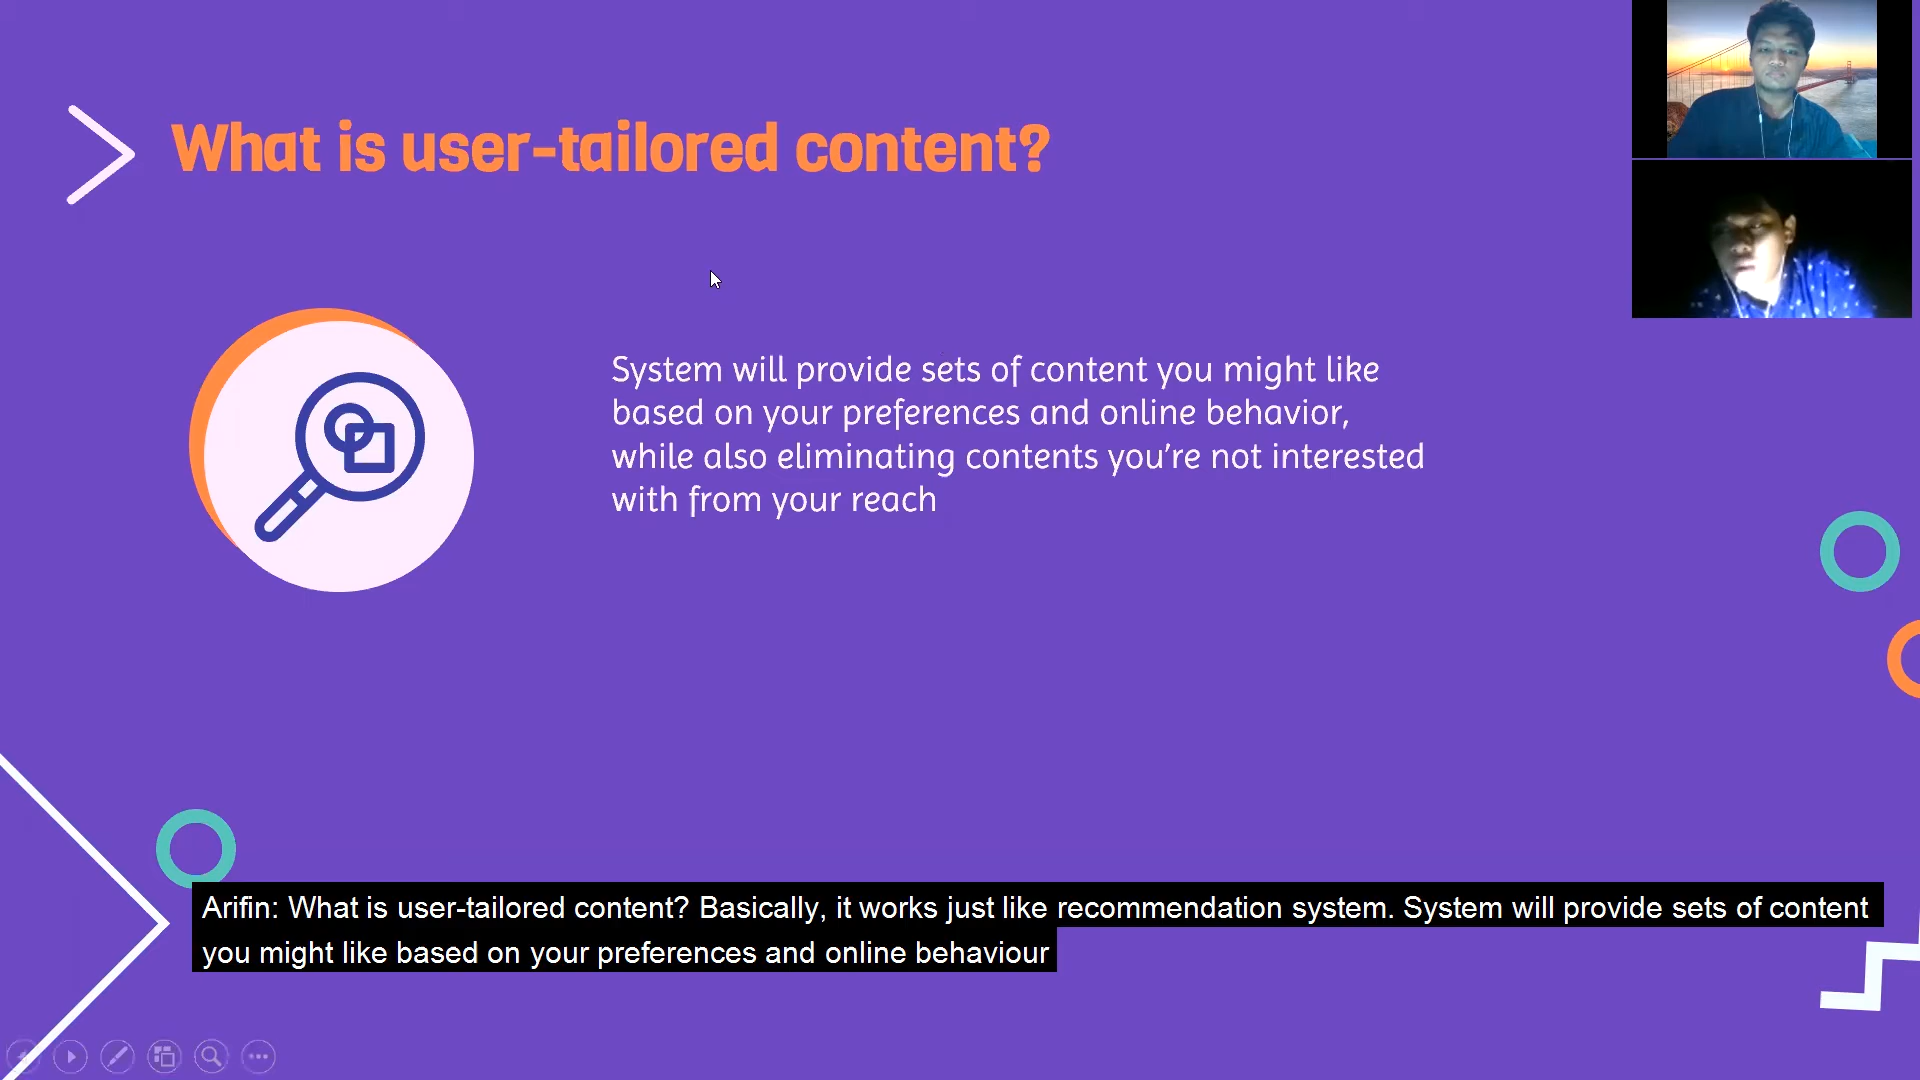 What is user-tailored content?
System will provide sets of content you might like
based on your preferences and online behavior,
while also eliminating contents you're not interested
with from your reach
Arifin: What is user-tailored content? Basically, it works just like recommendation system. System will provide sets of content
you might like based on your preferences and online behaviour